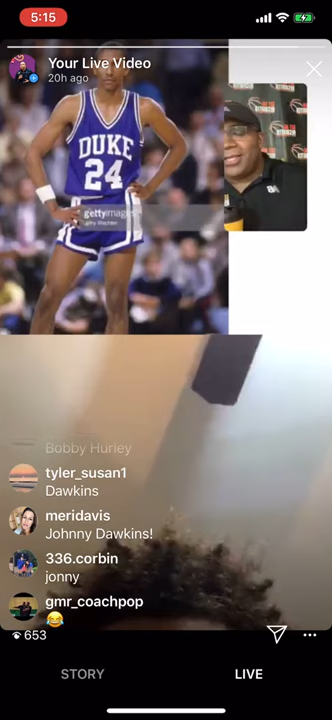 5:15
Your Live Video
20h ago
DUKE
24
gettyimages
Bobby Hurley
tyler_susan1
Dawkins
meridavis
Johnny Dawkins!
336.corbin
jonny
gmr_coachpop
😂
653
STORY
LIVE